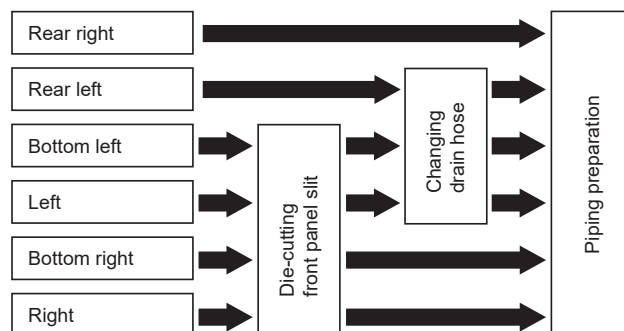 Rear right
Rear left
Bottom left
Left
Bottom right
Right
Die-cutting
front panel slit
Changing
drain hose
Piping preparation